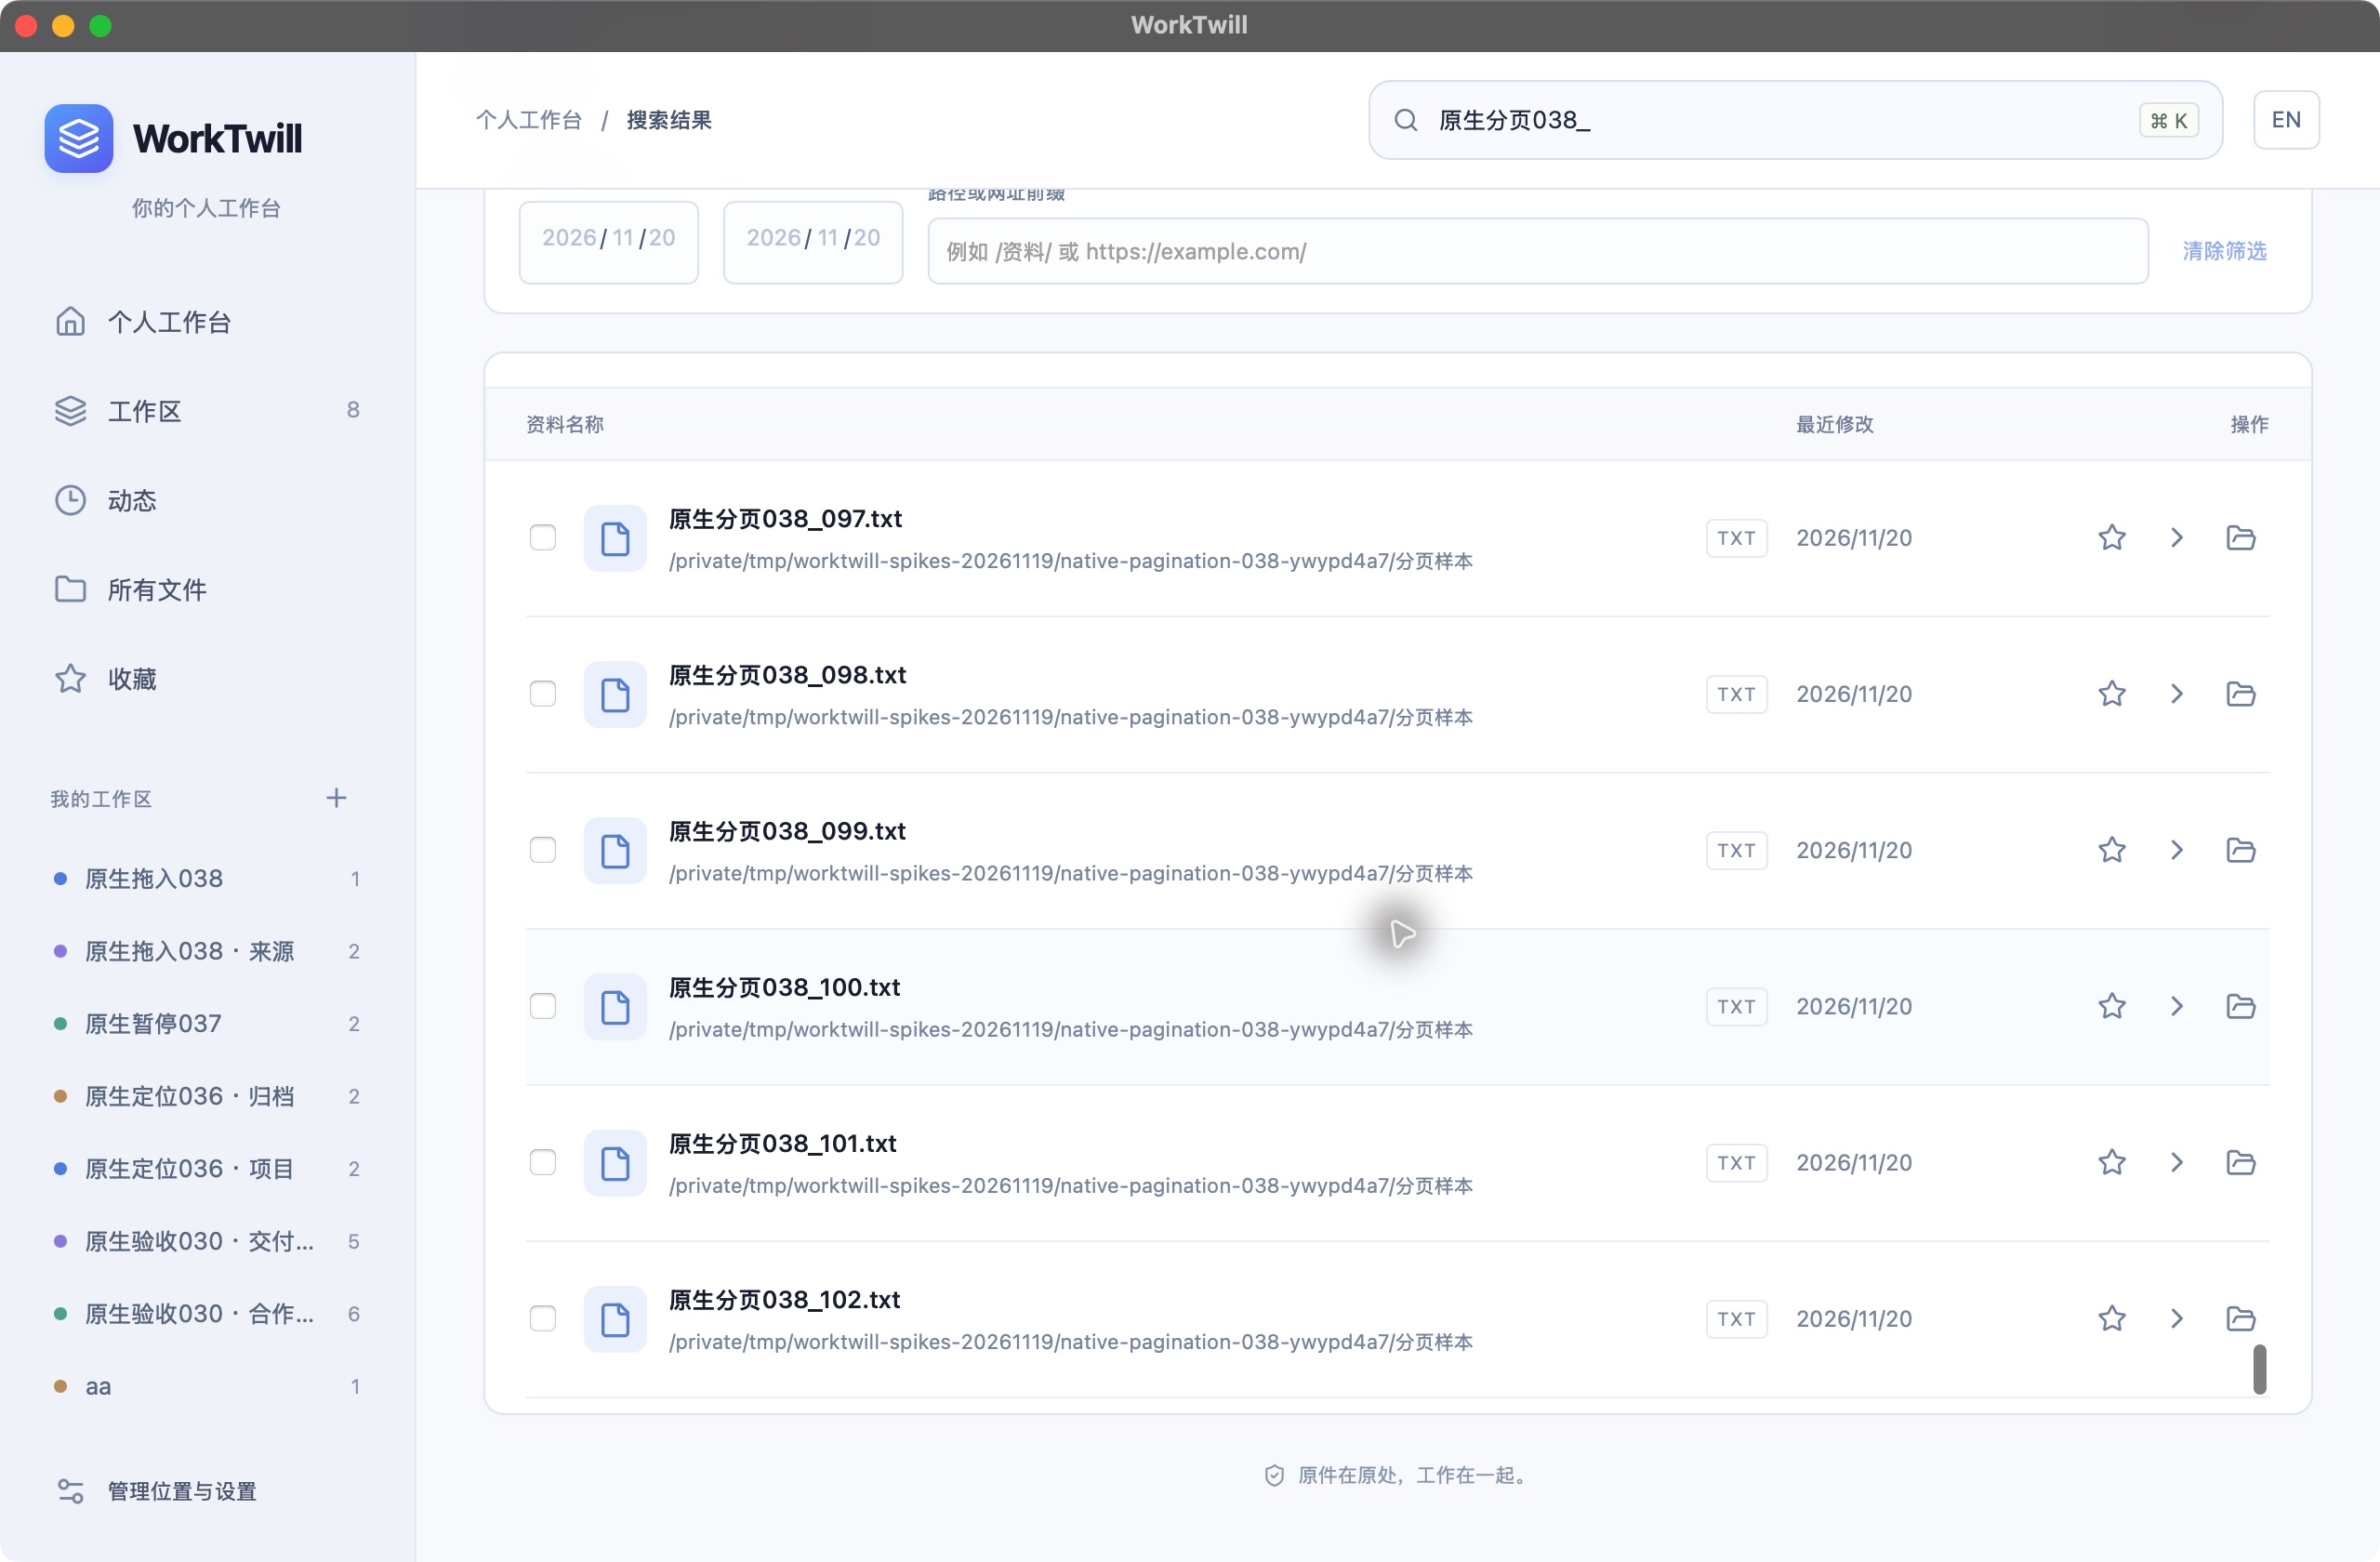 WorkTwill
WorkTwill
你的个人工作台
个人工作台
工作区 8
动态
所有文件
收藏
我的工作区
原生拖入038 1
原生拖入038 · 来源 2
原生暂停037 2
原生定位036 · 归档 2
原生定位036 · 项目 2
原生验收030 · 交付... 5
原生验收030 · 合作... 6
aa 1
管理位置与设置
个人工作台 / 搜索结果
原生分页038_ ⌘ K
EN
路径或网址前缀
2026/ 11 /20 2026/ 11 /20 例如 /资料/ 或 https://example.com/ 清除筛选
资料名称 最近修改 操作
原生分页038_097.txt
/private/tmp/worktwill-spikes-20261119/native-pagination-038-ywypd4a7/分页样本
TXT 2026/11/20
原生分页038_098.txt
/private/tmp/worktwill-spikes-20261119/native-pagination-038-ywypd4a7/分页样本
TXT 2026/11/20
原生分页038_099.txt
/private/tmp/worktwill-spikes-20261119/native-pagination-038-ywypd4a7/分页样本
TXT 2026/11/20
原生分页038_100.txt
/private/tmp/worktwill-spikes-20261119/native-pagination-038-ywypd4a7/分页样本
TXT 2026/11/20
原生分页038_101.txt
/private/tmp/worktwill-spikes-20261119/native-pagination-038-ywypd4a7/分页样本
TXT 2026/11/20
原生分页038_102.txt
/private/tmp/worktwill-spikes-20261119/native-pagination-038-ywypd4a7/分页样本
TXT 2026/11/20
原件在原处，工作在一起。